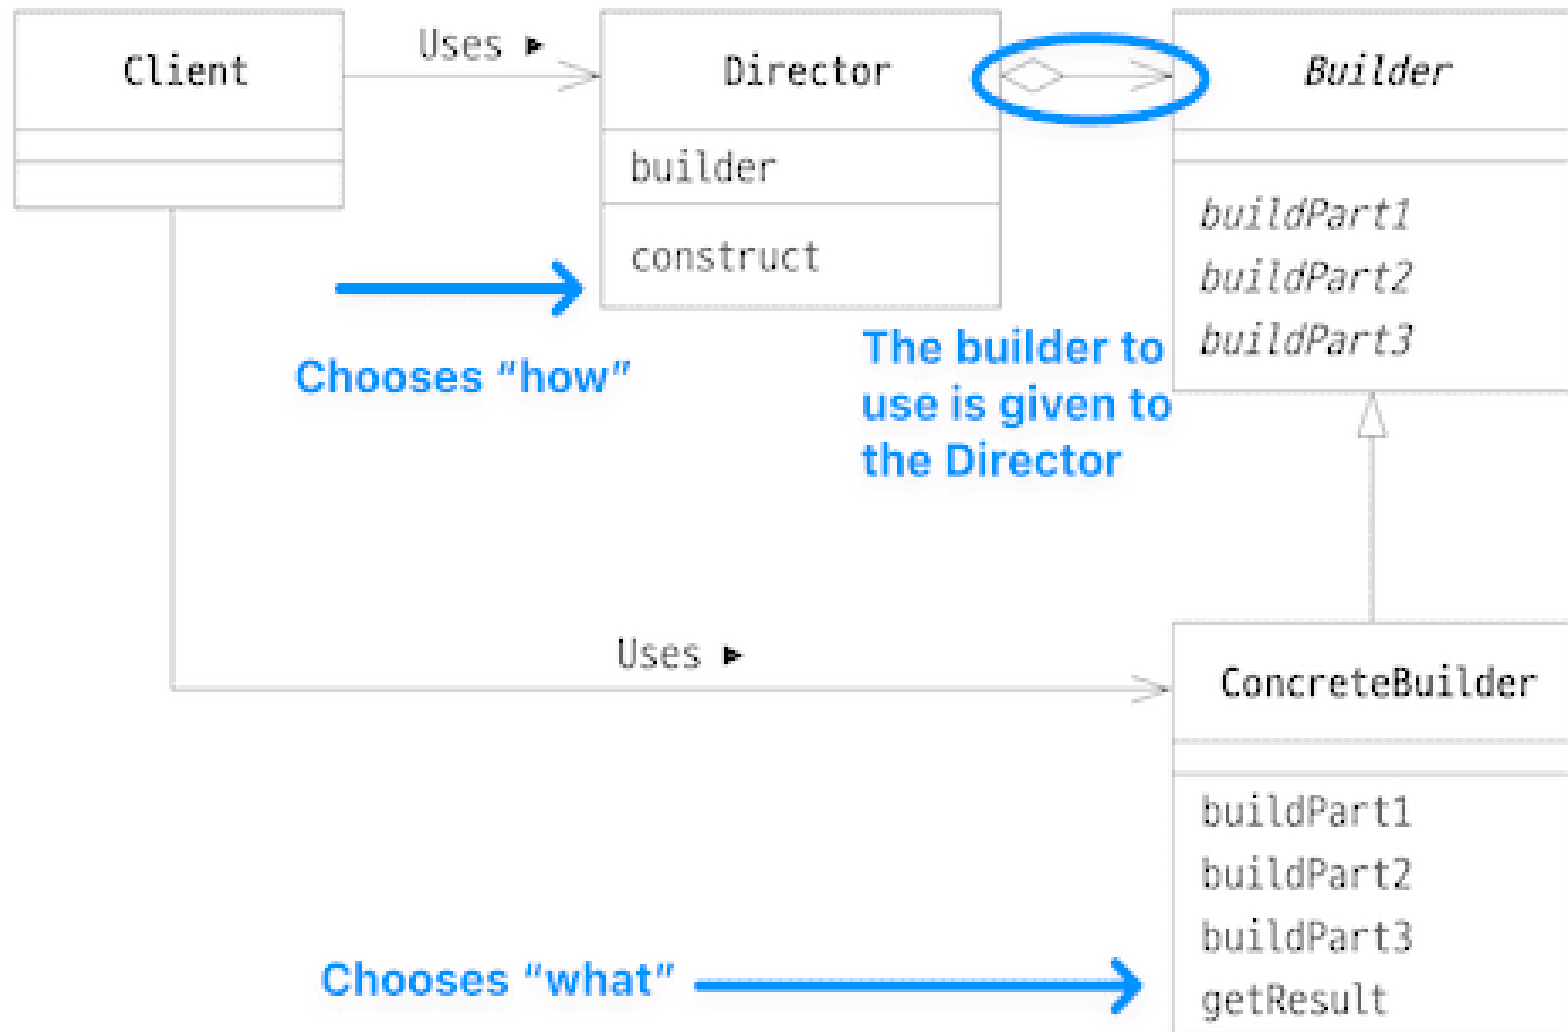 Client
Uses ►
Director
Builder
builder
construct
buildPart1
buildPart2
buildPart3
Chooses “how”
The builder to
use is given to
the Director
Uses ►
ConcreteBuilder
buildPart1
buildPart2
buildPart3
getResult
Chooses “what”